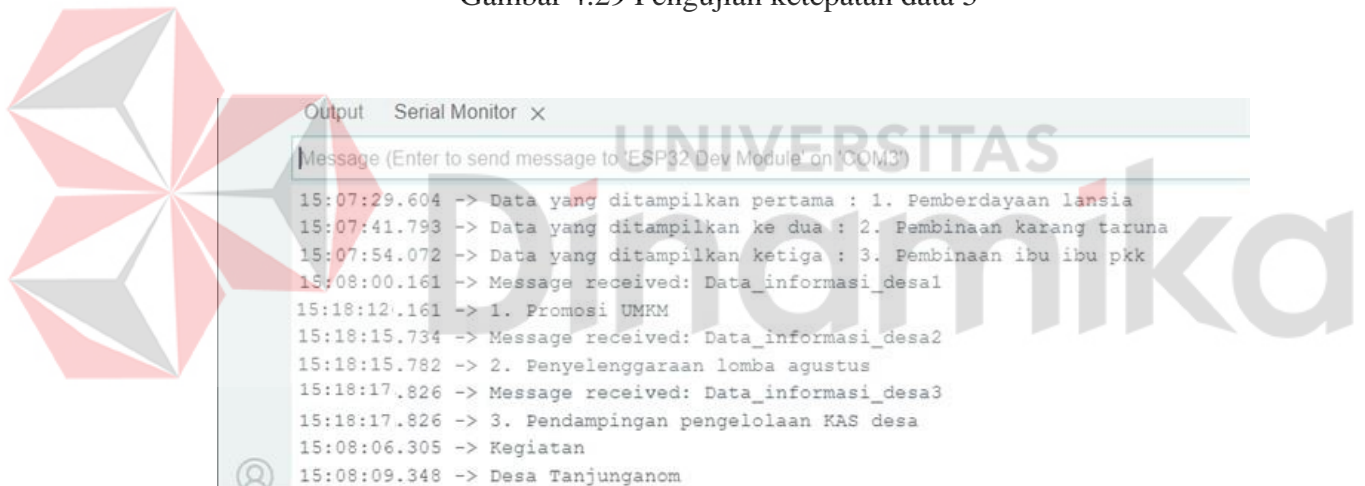 Gambar 4.29 Pengujian ketepatan data 3
Output Serial Monitor ×
Message (Enter to send message to 'ESP32 Dev Module' on 'COM3')
UNIVERSITAS
Dinamika
15:07:29.604 -> Data yang ditampilkan pertama : 1. Pemberdayaan lansia
15:07:41.793 -> Data yang ditampilkan ke dua : 2. Pembinaan karang taruna
15:07:54.072 -> Data yang ditampilkan ketiga : 3. Pembinaan ibu ibu pkk
15:08:00.161 -> Message received: Data_informasi_desa1
15:18:12.161 -> 1. Promosi UMKM
15:18:15.734 -> Message received: Data_informasi_desa2
15:18:15.782 -> 2. Penyelenggaraan lomba agustus
15:18:17.826 -> Message received: Data_informasi_desa3
15:18:17.826 -> 3. Pendampingan pengelolaan KAS desa
15:08:06.305 -> Kegiatan
15:08:09.348 -> Desa Tanjunganom